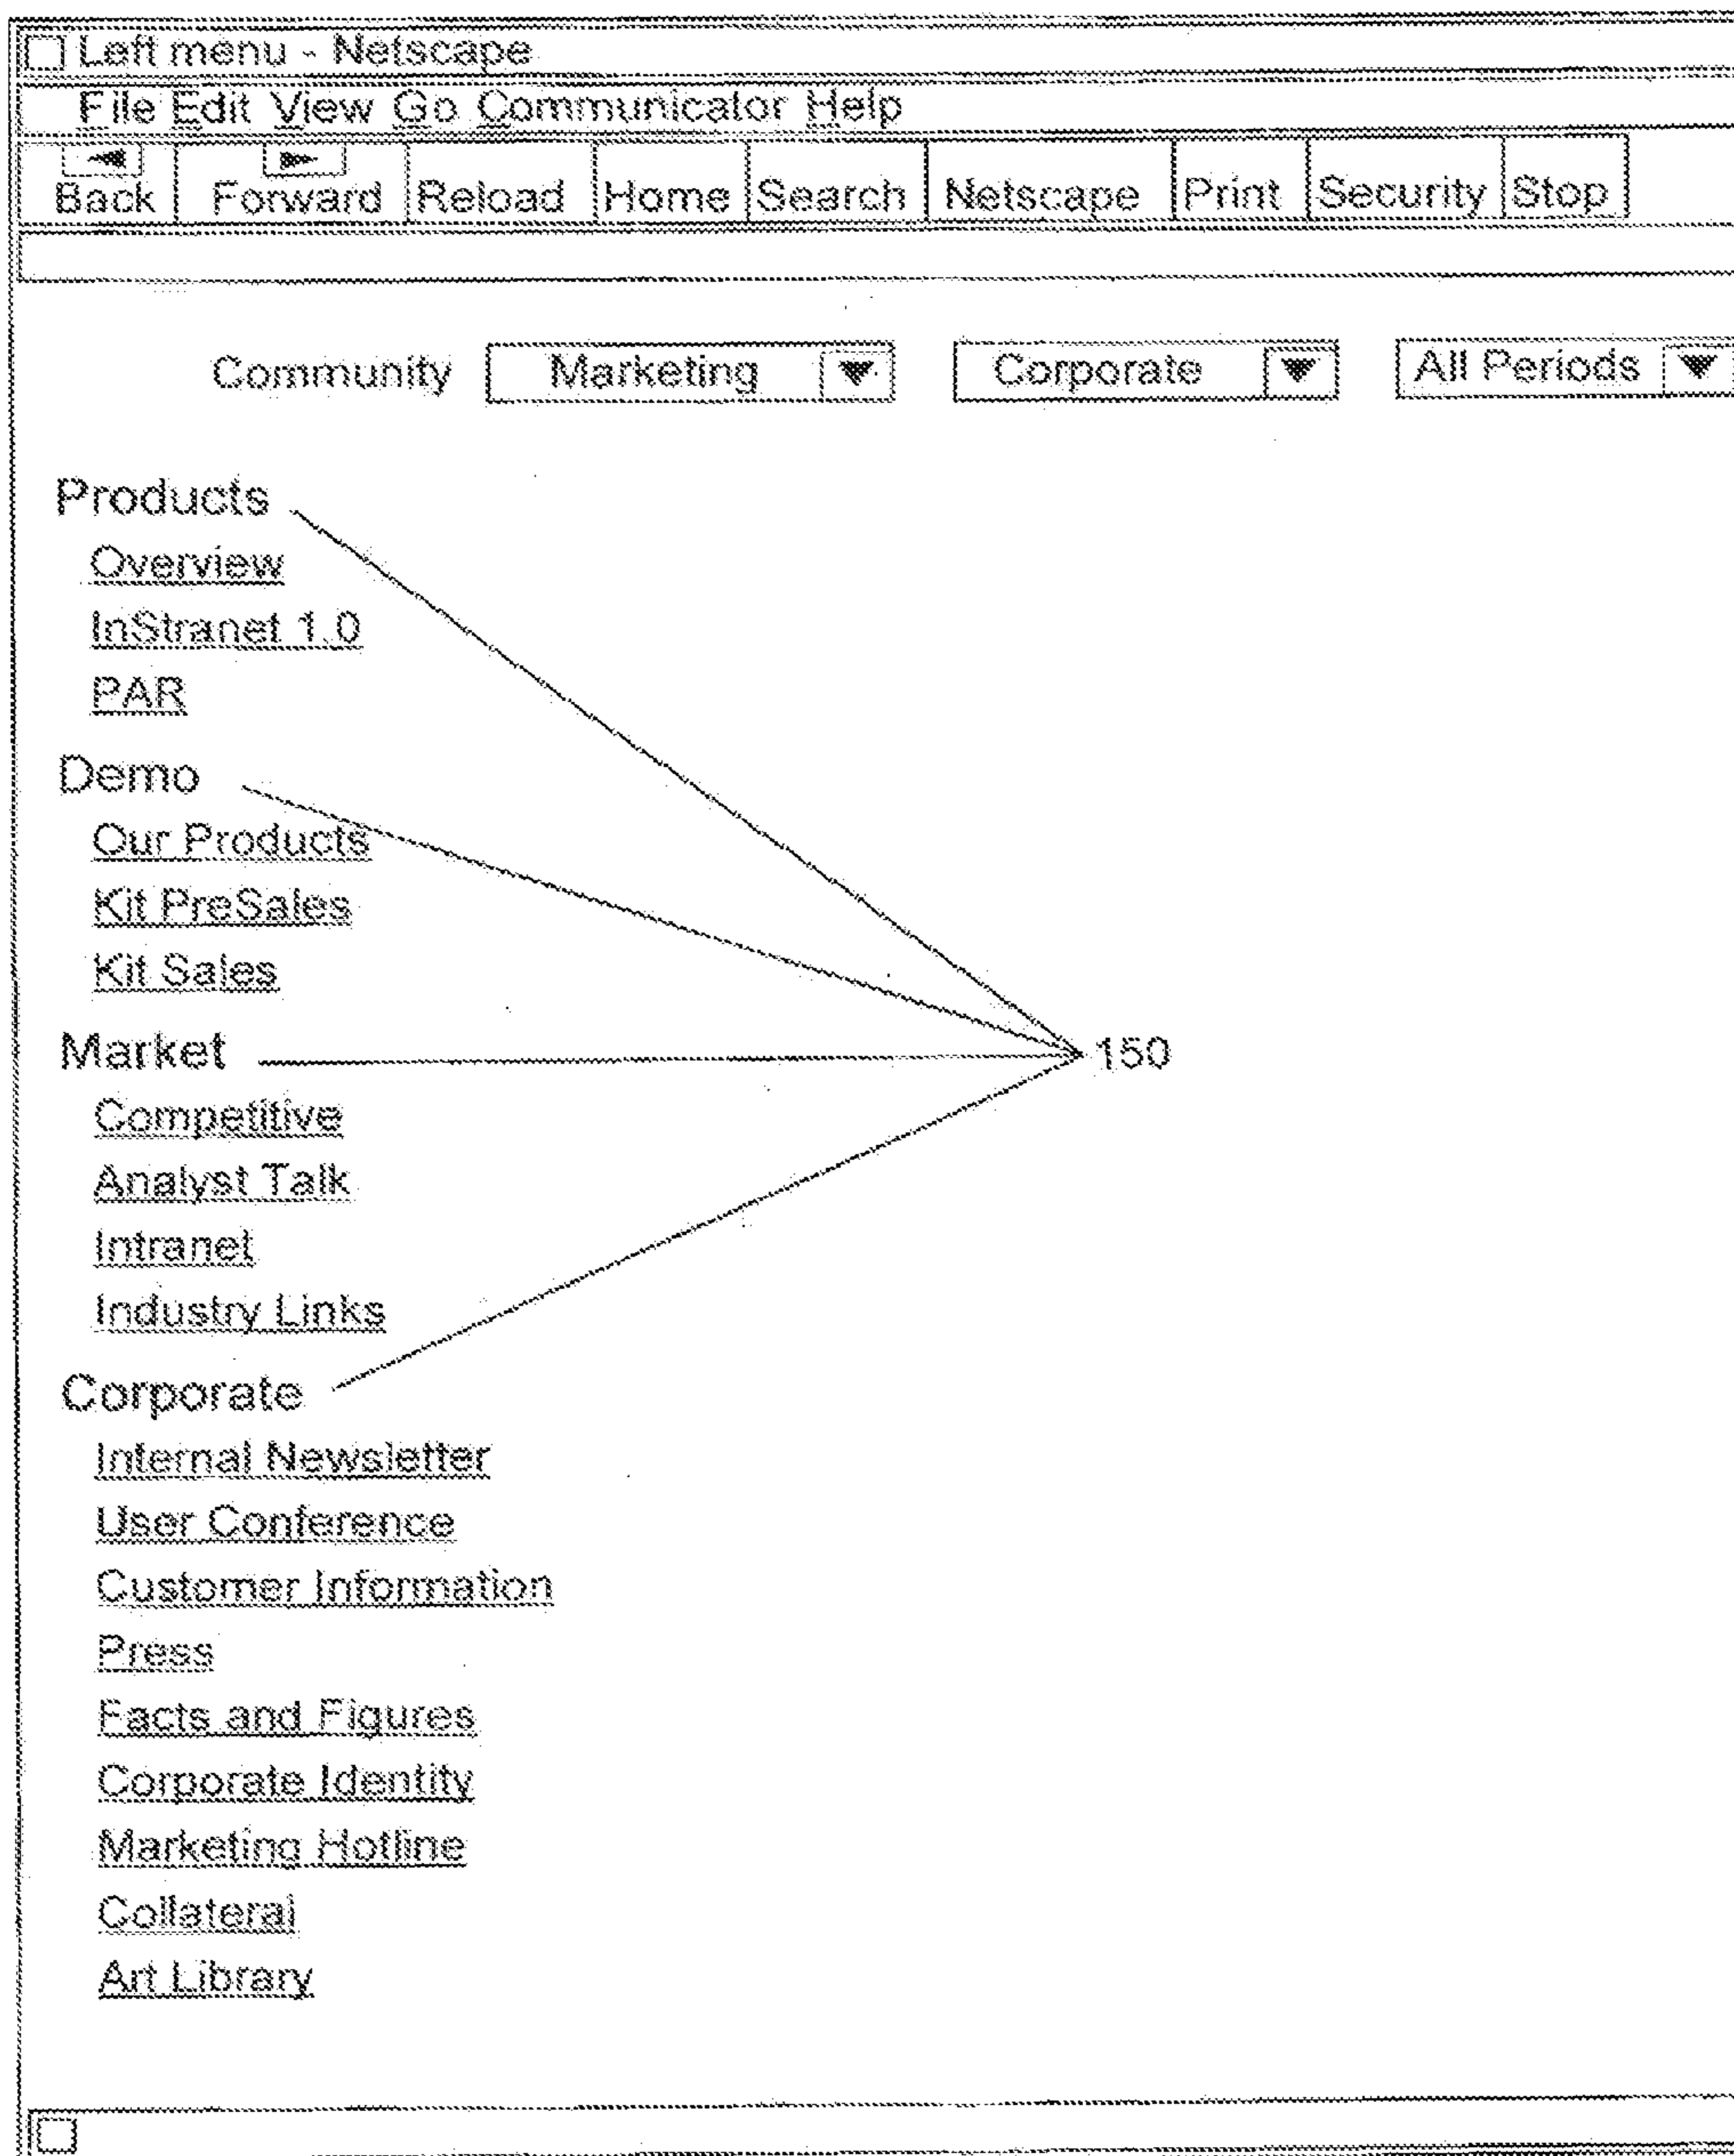 Left menu - Netscape
File Edit View Go Communicator Help
Back Forward Reload Home Search Netscape Print Security Stop
Community Marketing Corporate All Periods
Products
Overview
InStranet 1.0
PAR
Demo
Our Products
Kit PreSales
Kit Sales
Market
150
Competitive
Analyst Talk
Intranet
Industry Links
Corporate
Internal Newsletter
User Conference
Customer Information
Press
Facts and Figures
Corporate Identity
Marketing Hotline
Collateral
Art Library